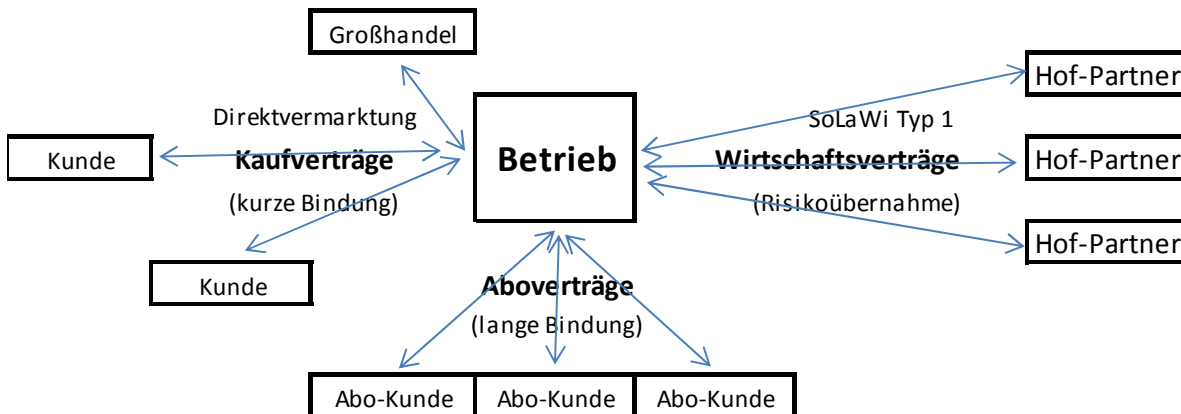 Großhandel
Hof-Partner
Direktvermarktung
SoLaWi Typ 1
Kunde
Kaufverträge
Betrieb
Wirtschaftsverträge
Hof-Partner
(kurze Bindung)
(Risikoübernahme)
Hof-Partner
Kunde
Aboverträge
(lange Bindung)
Abo-Kunde
Abo-Kunde
Abo-Kunde